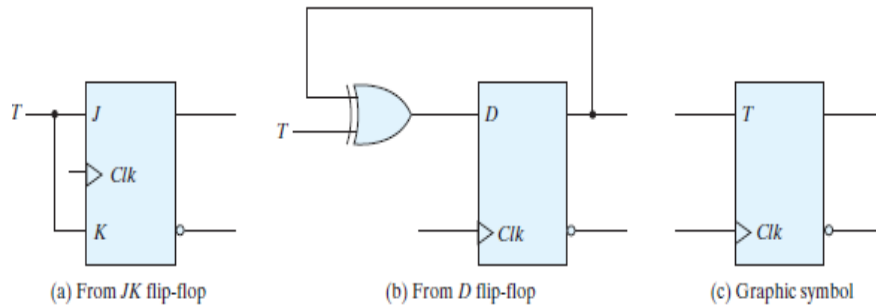 T
J
Clk
K
(a) From JK flip-flop
T
D
Clk
(b) From D flip-flop
T
Clk
(c) Graphic symbol